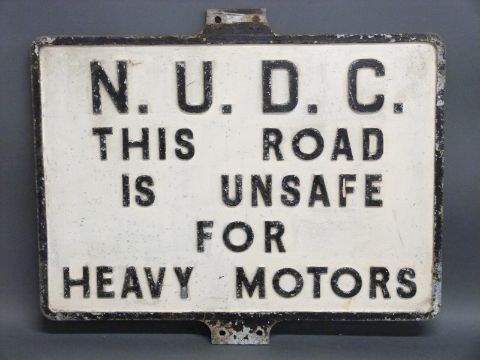 N. U. D. C.
THIS ROAD
IS UNSAFE
FOR
HEAVY MOTORS